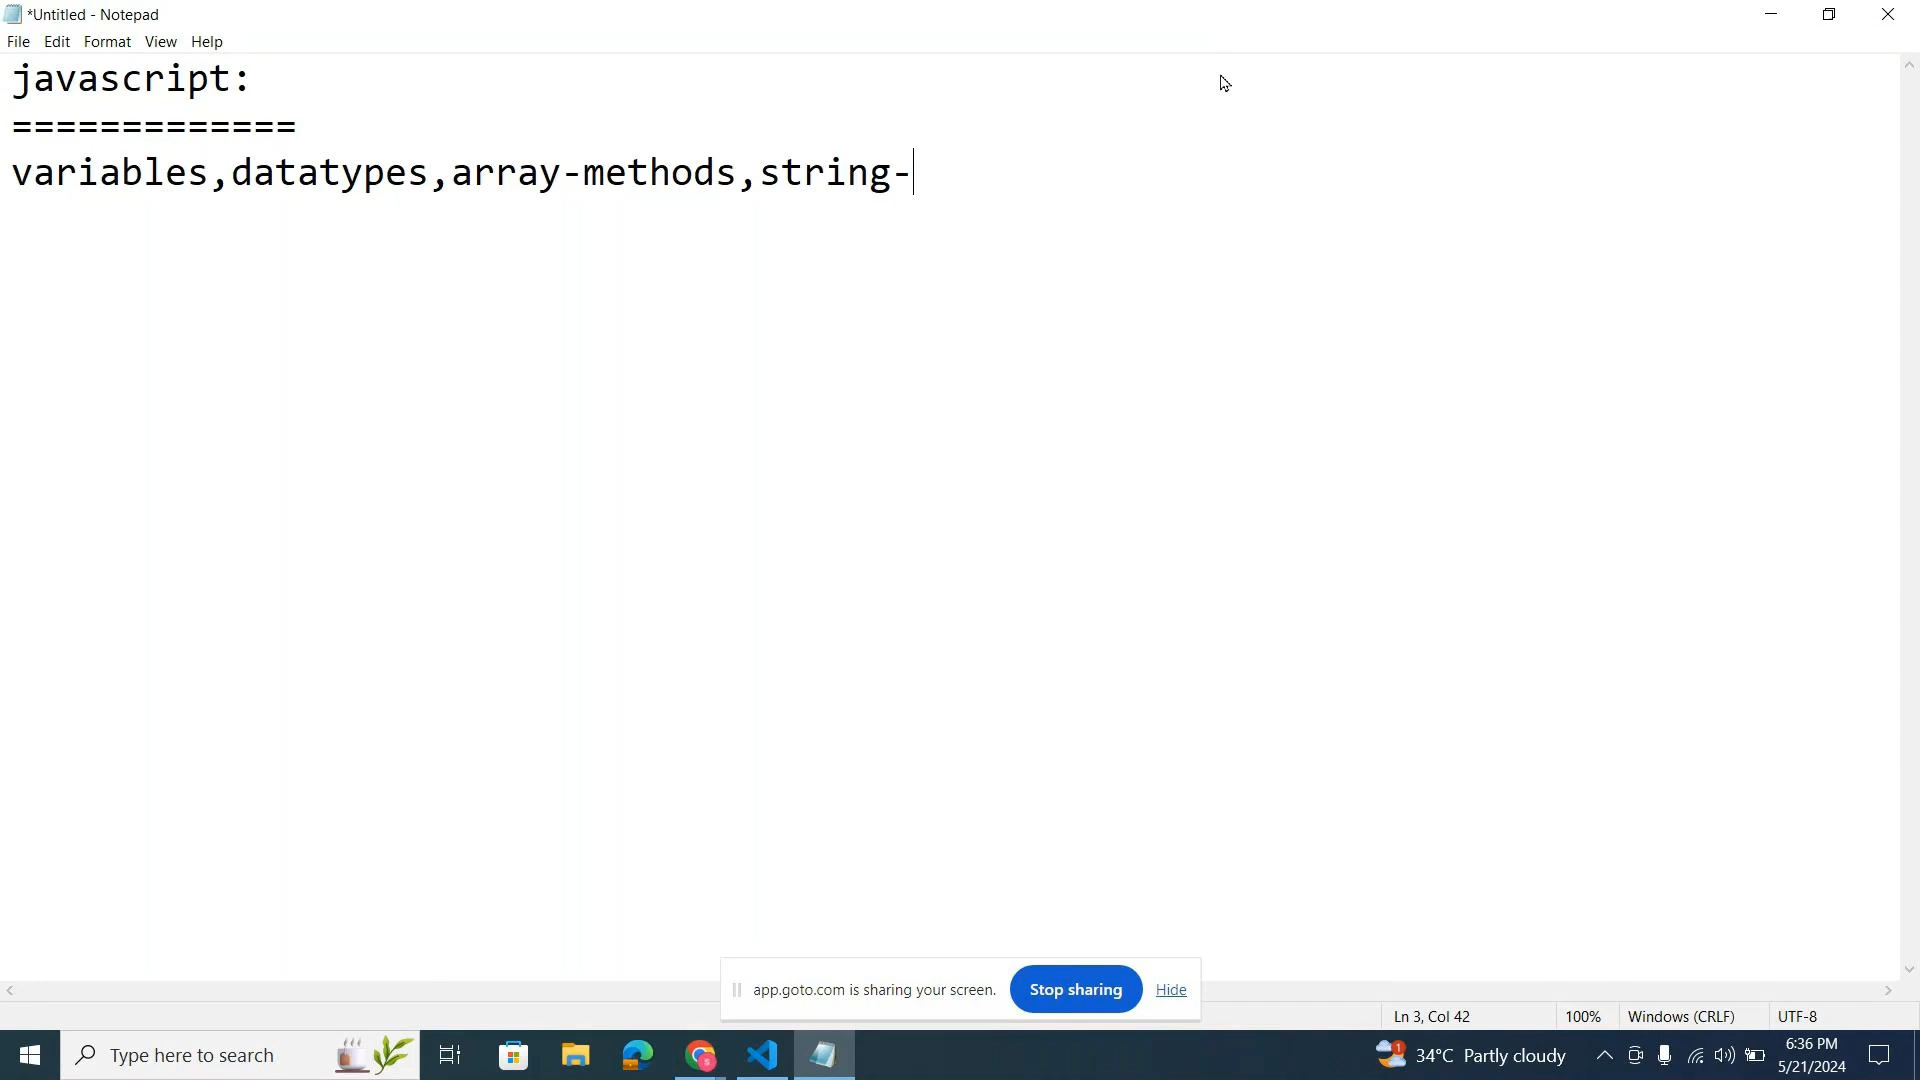 *Untitled - Notepad
File Edit Format View Help
javascript:
=============
variables,datatypes,array-methods,string-
app.goto.com is sharing your screen. Stop sharing Hide
Ln 3, Col 42 100% Windows (CRLF) UTF-8
Type here to search 1 34°C Partly cloudy 6:36 PM
5/21/2024